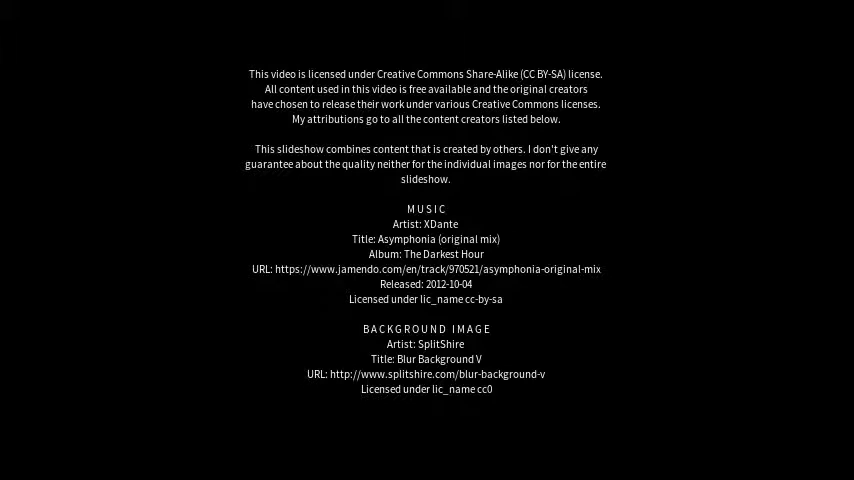 This video is licensed under Creative Commons Share-Alike (CC BY-SA) license.
All content used in this video is free available and the original creators
have chosen to release their work under various Creative Commons licenses.
My attributions go to all the content creators listed below.
This slideshow combines content that is created by others. I don't give any
guarantee about the quality neither for the individual images nor for the entire
slideshow.
MUSIC
Artist: XDante
Title: Asymphonia (original mix)
Album: The Darkest Hour
URL: https://www.jamendo.com/en/track/970521/asymphonia-original-mix
Released: 2012-10-04
Licensed under lic_name cc-by-sa
BACKGROUND IMAGE
Artist: SplitShire
Title: Blur Background V
URL: http://www.splitshire.com/blur-background-v
Licensed under lic_name cc0